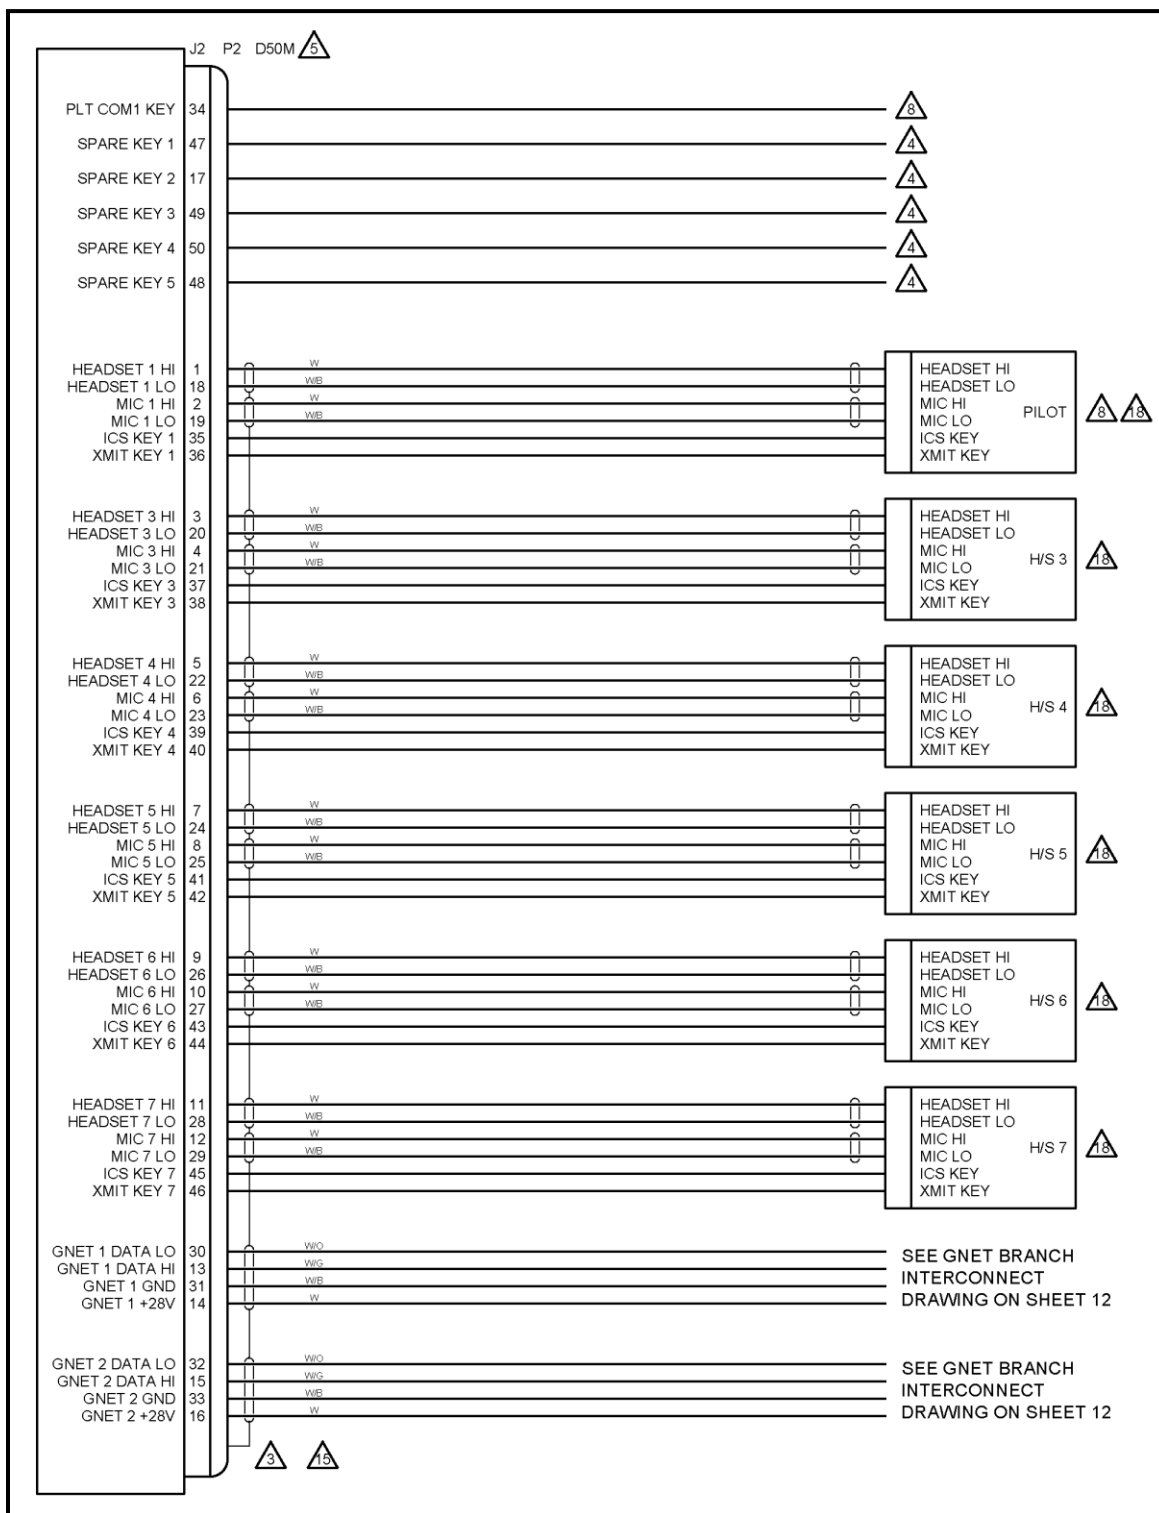 J2 P2 D50M 5
PLT COM1 KEY 34 8
SPARE KEY 1 47 4
SPARE KEY 2 17 4
SPARE KEY 3 49 4
SPARE KEY 4 50 4
SPARE KEY 5 48 4
HEADSET 1 HI 1 W HEADSET HI
HEADSET 1 LO 18 W/B HEADSET LO
MIC 1 HI 2 W MIC HI
PILOT 8 18
MIC 1 LO 19 W/B MIC LO
ICS KEY 1 35 ICS KEY
XMIT KEY 1 36 XMIT KEY
HEADSET 3 HI 3 W HEADSET HI
HEADSET 3 LO 20 W/B HEADSET LO
MIC 3 HI 4 W MIC HI
H/S 3 18
MIC 3 LO 21 W/B MIC LO
ICS KEY 3 37 ICS KEY
XMIT KEY 3 38 XMIT KEY
HEADSET 4 HI 5 W HEADSET HI
HEADSET 4 LO 22 W/B HEADSET LO
MIC 4 HI 6 W MIC HI
H/S 4 18
MIC 4 LO 23 W/B MIC LO
ICS KEY 4 39 ICS KEY
XMIT KEY 4 40 XMIT KEY
HEADSET 5 HI 7 W HEADSET HI
HEADSET 5 LO 24 W/B HEADSET LO
MIC 5 HI 8 W MIC HI
H/S 5 18
MIC 5 LO 25 W/B MIC LO
ICS KEY 5 41 ICS KEY
XMIT KEY 5 42 XMIT KEY
HEADSET 6 HI 9 W HEADSET HI
HEADSET 6 LO 26 W/B HEADSET LO
MIC 6 HI 10 W MIC HI
H/S 6 18
MIC 6 LO 27 W/B MIC LO
ICS KEY 6 43 ICS KEY
XMIT KEY 6 44 XMIT KEY
HEADSET 7 HI 11 W HEADSET HI
HEADSET 7 LO 28 W/B HEADSET LO
MIC 7 HI 12 W MIC HI
H/S 7 18
MIC 7 LO 29 W/B MIC LO
ICS KEY 7 45 ICS KEY
XMIT KEY 7 46 XMIT KEY
GNET 1 DATA LO 30 W/O SEE GNET BRANCH
GNET 1 DATA HI 13 W/G INTERCONNECT
GNET 1 GND 31 W/B
GNET 1 +28V 14 W DRAWING ON SHEET 12
GNET 2 DATA LO 32 W/O SEE GNET BRANCH
GNET 2 DATA HI 15 W/G INTERCONNECT
GNET 2 GND 33 W/B
GNET 2 +28V 16 W DRAWING ON SHEET 12
3 15